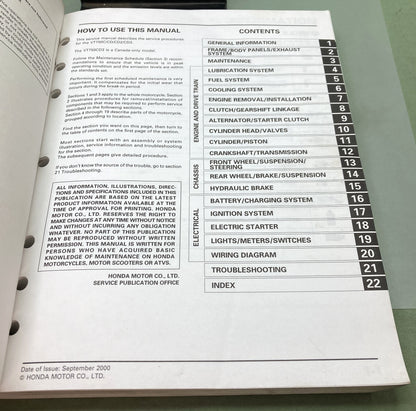 HOW TO USE THIS MANUAL
This service manual describes the service procedures
for the VT750CD/CD2/CD3.
The VT750CD3 is a Canada only model.
Follow the Maintenance Schedule (Section 3) recom-
mendations to ensure that the vehicle is in peak
operating condition and the emission levels are within
the standards set.
Performing the first scheduled maintenance is very
important. It compensates for the initial wear that
occurs during the break-in period.
Sections 1 and 3 apply to the whole motorcycle. Section
2 illustrates procedures for removal/installation of
components that may be required to perform service
described in the following sections.
Section 4 through 19 describe parts of the motorcycle,
grouped according to location.
Find the section you want on this page, then turn to
the table of contents on the first page of the section.
Most sections start with an assembly or system
illustration, service information and troubleshooting
for the section.
The subsequent pages give detailed procedure.
If you don't know the source of the trouble, go to section
21 Troubleshooting.
ALL INFORMATION, ILLUSTRATIONS, DIREC-
TIONS AND SPECIFICATIONS INCLUDED IN THIS
PUBLICATION ARE BASED ON THE LATEST
PRODUCT INFORMATION AVAILABLE AT THE
TIME OF APPROVAL FOR PRINTING. HONDA
MOTOR CO., LTD. RESERVES THE RIGHT TO
MAKE CHANGES AT ANY TIME WITHOUT NOTICE
AND WITHOUT INCURRING ANY OBLIGATION
WHATEVER. NO PART OF THIS PUBLICATION
MAY BE REPRODUCED WITHOUT WRITTEN
PERMISSION. THIS MANUAL IS WRITTEN FOR
PERSONS WHO HAVE ACQUIRED BASIC
KNOWLEDGE OF MAINTENANCE ON HONDA
MOTORCYCLES, MOTOR SCOOTERS OR ATVS.
HONDA MOTOR CO., LTD.
SERVICE PUBLICATION OFFICE
CONTENTS
GENERAL INFORMATION 1
FRAME/BODY PANELS/EXHAUST
SYSTEM 2
MAINTENANCE 3
ENGINE AND DRIVE TRAIN
LUBRICATION SYSTEM 4
FUEL SYSTEM 5
COOLING SYSTEM 6
ENGINE REMOVAL/INSTALLATION 7
CLUTCH/GEARSHIFT LINKAGE 8
ALTERNATOR/STARTER CLUTCH 9
CYLINDER HEAD/VALVES 10
CYLINDER/PISTON 11
CRANKSHAFT/TRANSMISSION 12
CHASSIS
FRONT WHEEL/SUSPENSION/
STEERING 13
REAR WHEEL/BRAKE/SUSPENSION 14
HYDRAULIC BRAKE 15
ELECTRICAL
BATTERY/CHARGING SYSTEM 16
IGNITION SYSTEM 17
ELECTRIC STARTER 18
LIGHTS/METERS/SWITCHES 19
WIRING DIAGRAM 20
TROUBLESHOOTING 21
INDEX 22
Date of Issue: September 2000
© HONDA MOTOR CO., LTD.